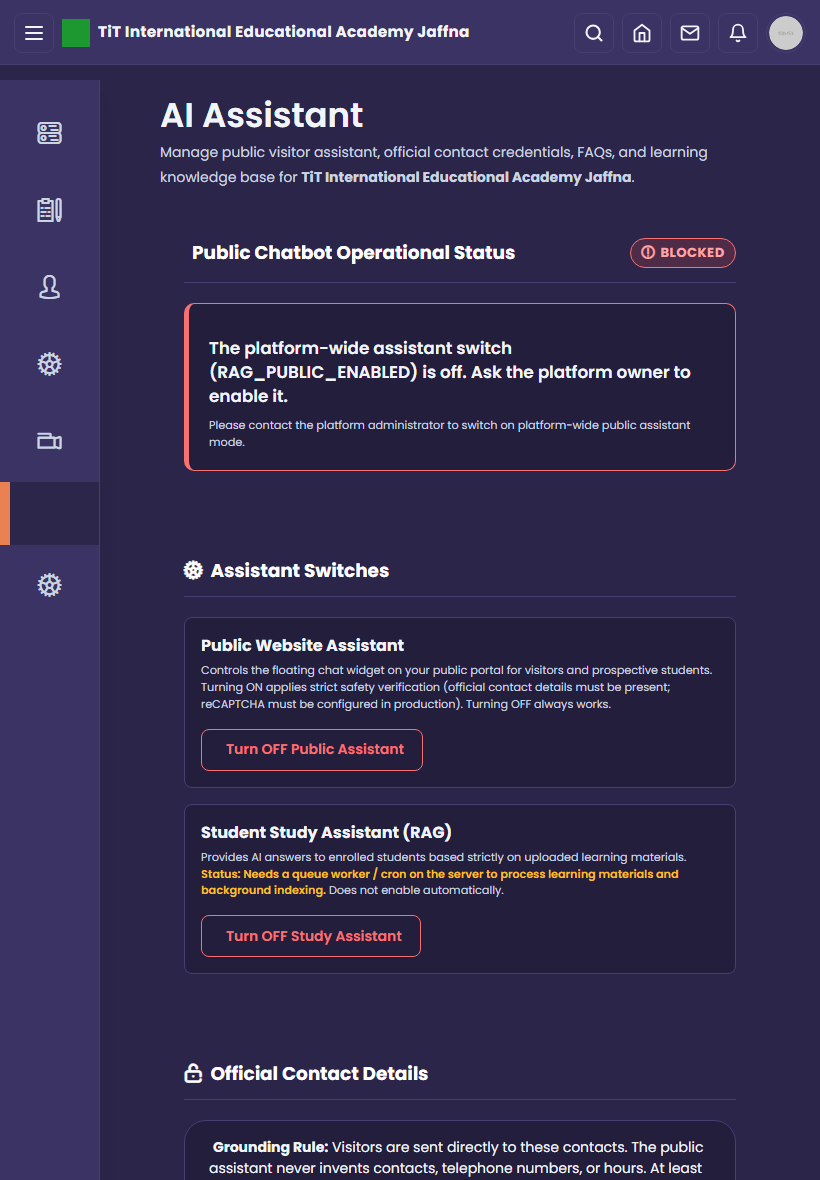 TiT International Educational Academy Jaffna
AI Assistant
Manage public visitor assistant, official contact credentials, FAQs, and learning
knowledge base for TiT International Educational Academy Jaffna.
Public Chatbot Operational Status
BLOCKED
The platform-wide assistant switch
(RAG_PUBLIC_ENABLED) is off. Ask the platform owner to
enable it.
Please contact the platform administrator to switch on platform-wide public assistant
mode.
Assistant Switches
Public Website Assistant
Controls the floating chat widget on your public portal for visitors and prospective students.
Turning ON applies strict safety verification (official contact details must be present;
reCAPTCHA must be configured in production). Turning OFF always works.
Turn OFF Public Assistant
Student Study Assistant (RAG)
Provides AI answers to enrolled students based strictly on uploaded learning materials.
Status: Needs a queue worker / cron on the server to process learning materials and
background indexing. Does not enable automatically.
Turn OFF Study Assistant
Official Contact Details
Grounding Rule: Visitors are sent directly to these contacts. The public
assistant never invents contacts, telephone numbers, or hours. At least